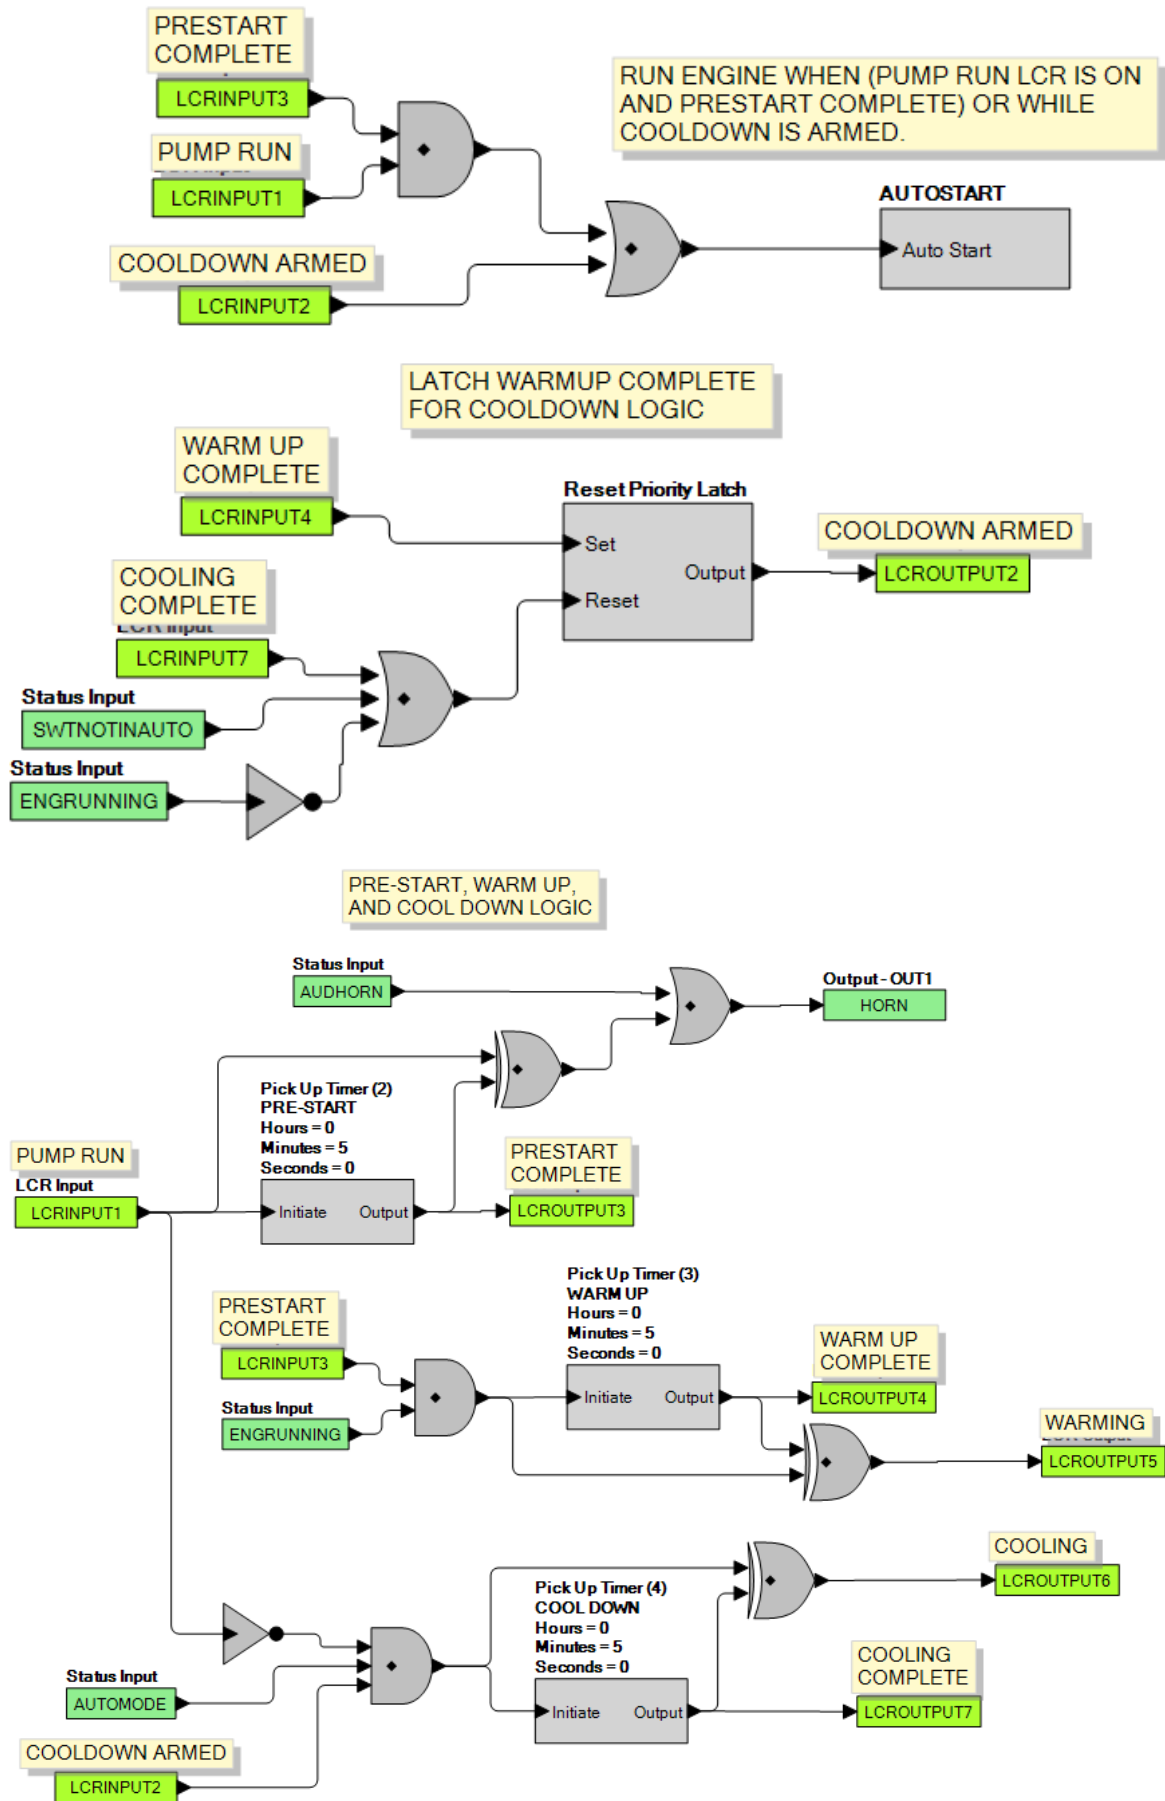 PRESTART
COMPLETE
LCRINPUT3
PUMP RUN
LCRINPUT1
COOLDOWN ARMED
LCRINPUT2
RUN ENGINE WHEN (PUMP RUN LCR IS ON
AND PRESTART COMPLETE) OR WHILE
COOLDOWN IS ARMED.
AUTOSTART
Auto Start
LATCH WARMUP COMPLETE
FOR COOLDOWN LOGIC
WARM UP
COMPLETE
LCRINPUT4
Reset Priority Latch
Set
Reset
Output
COOLDOWN ARMED
LCROUTPUT2
COOLING
COMPLETE
LCR Input
LCRINPUT7
Status Input
SWTNOTINAUTO
Status Input
ENGRUNNING
PRE-START, WARM UP,
AND COOL DOWN LOGIC
Status Input
AUDHORN
Output - OUT1
HORN
Pick Up Timer (2)
PRE-START
Hours = 0
Minutes = 5
Seconds = 0
Initiate Output
PUMP RUN
LCR Input
LCRINPUT1
PRESTART
COMPLETE
LCROUTPUT3
PRESTART
COMPLETE
LCRINPUT3
Status Input
ENGRUNNING
Pick Up Timer (3)
WARM UP
Hours = 0
Minutes = 5
Seconds = 0
Initiate Output
WARM UP
COMPLETE
LCROUTPUT4
WARMING
LCROUTPUT5
COOLING
LCROUTPUT6
Pick Up Timer (4)
COOL DOWN
Hours = 0
Minutes = 5
Seconds = 0
Initiate Output
COOLING
COMPLETE
LCROUTPUT7
Status Input
AUTOMODE
COOLDOWN ARMED
LCRINPUT2